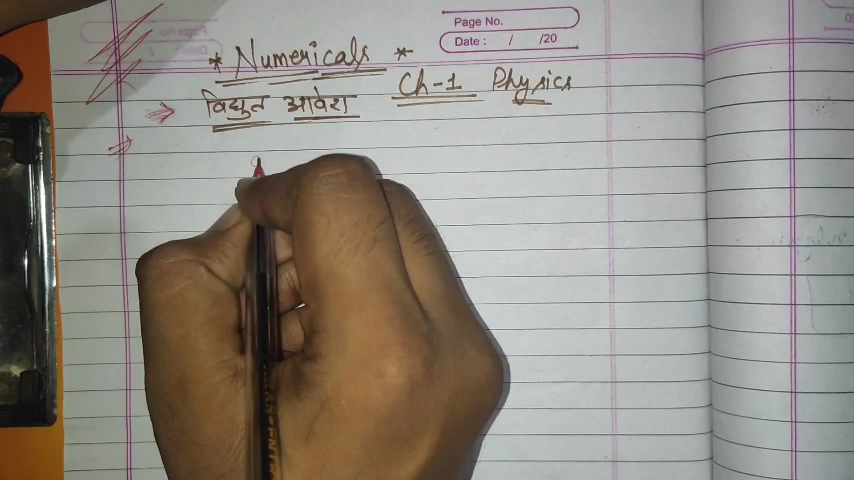 Page No.
Date : / /20
* Numericals *
विद्युत आवेश Ch-1 Physics